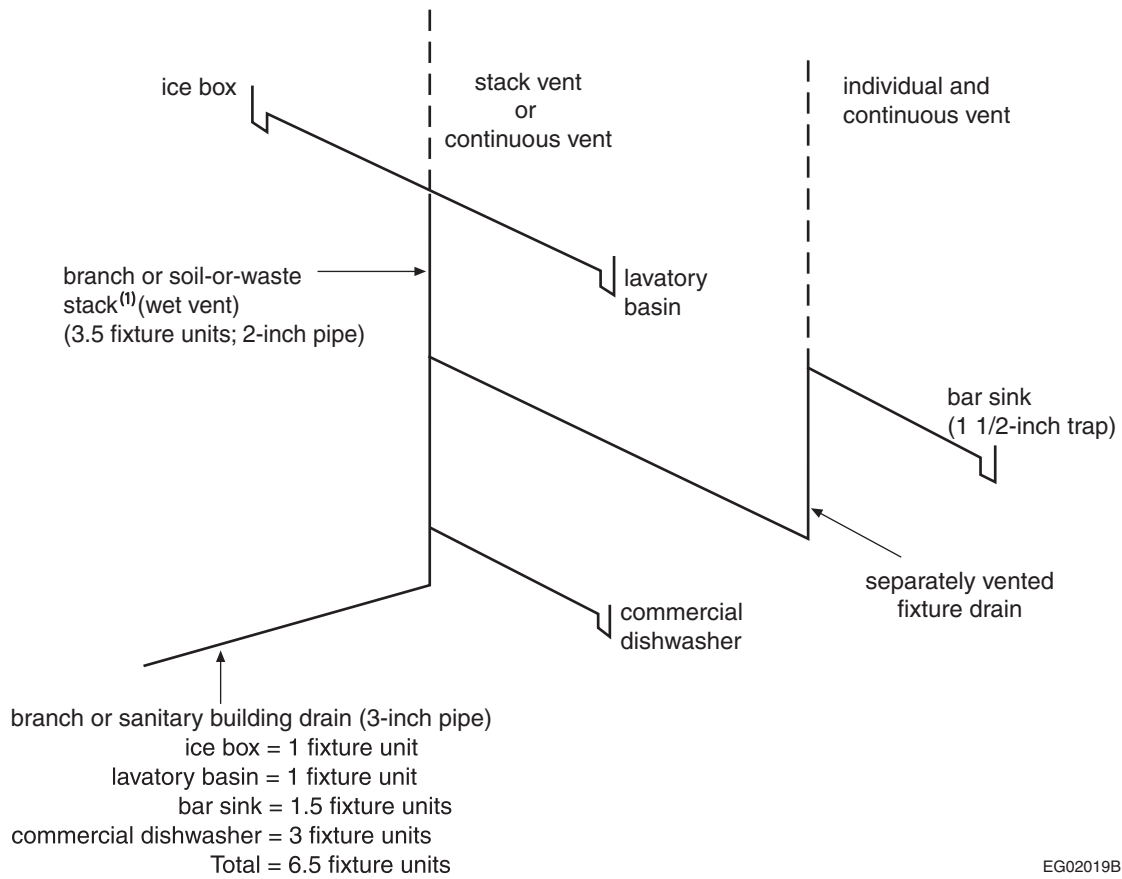 ice box
stack vent
or
continuous vent
individual and
continuous vent
branch or soil-or-waste
stack(1)(wet vent)
(3.5 fixture units; 2-inch pipe)
lavatory
basin
bar sink
(1 1/2-inch trap)
separately vented
fixture drain
commercial
dishwasher
branch or sanitary building drain (3-inch pipe)
ice box = 1 fixture unit
lavatory basin = 1 fixture unit
bar sink = 1.5 fixture units
commercial dishwasher = 3 fixture units
Total = 6.5 fixture units
EG02019B